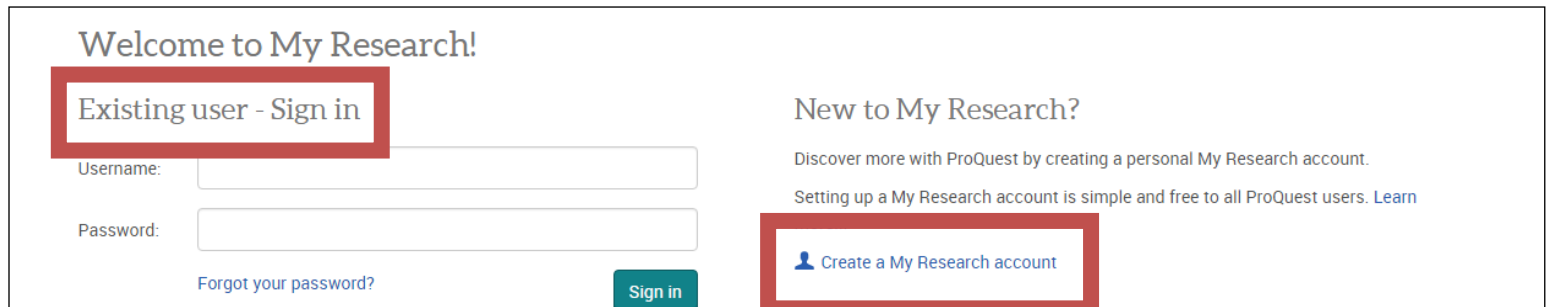 Welcome to My Research!
Existing user - Sign in
Username:
Password:
Forgot your password?
Sign in
New to My Research?
Discover more with ProQuest by creating a personal My Research account.
Setting up a My Research account is simple and free to all ProQuest users. Learn
Create a My Research account